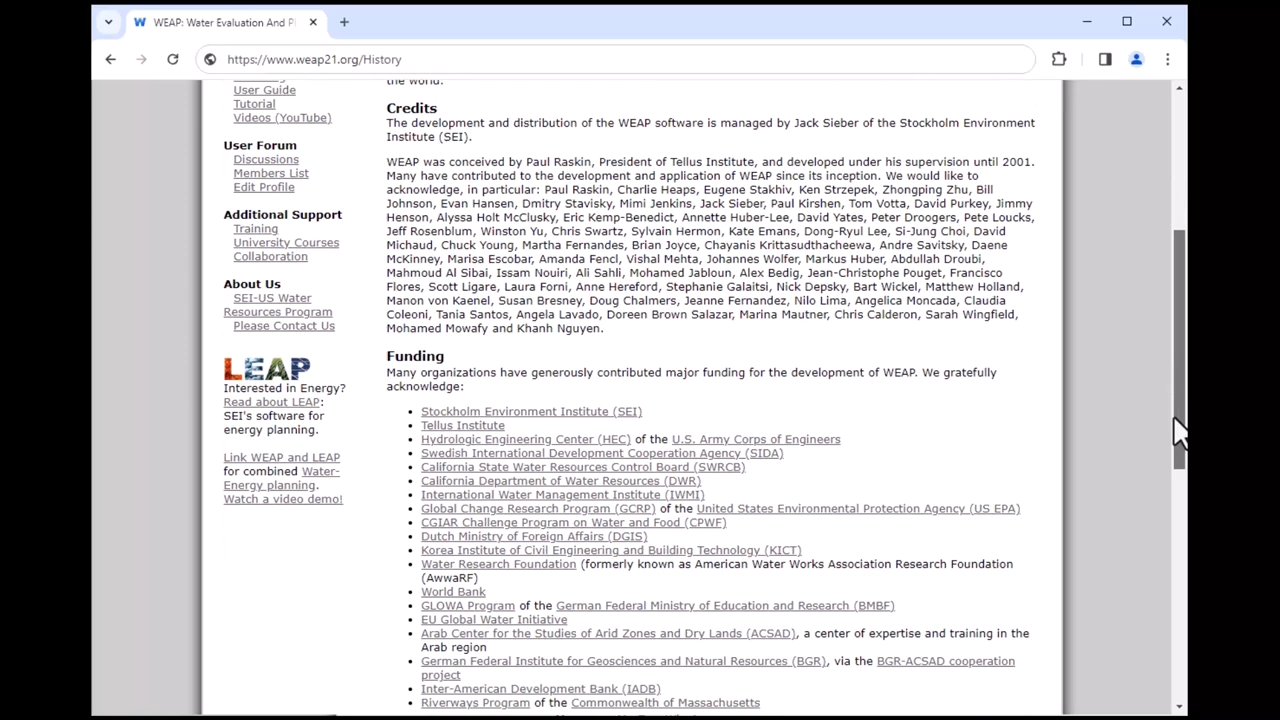 W WEAP: Water Evaluation And Pl
https://www.weap21.org/History
User Guide
Tutorial
Videos (YouTube)
User Forum
Discussions
Members List
Edit Profile
Additional Support
Training
University Courses
Collaboration
About Us
SEI-US Water
Resources Program
Please Contact Us
LEAP
Interested in Energy?
Read about LEAP:
SEI's software for
energy planning.
Link WEAP and LEAP
for combined Water-
Energy planning.
Watch a video demo!
the world.
Credits
The development and distribution of the WEAP software is managed by Jack Sieber of the Stockholm Environment
Institute (SEI).
WEAP was conceived by Paul Raskin, President of Tellus Institute, and developed under his supervision until 2001.
Many have contributed to the development and application of WEAP since its inception. We would like to
acknowledge, in particular: Paul Raskin, Charlie Heaps, Eugene Stakhiv, Ken Strzepek, Zhongping Zhu, Bill
Johnson, Evan Hansen, Dmitry Stavisky, Mimi Jenkins, Jack Sieber, Paul Kirshen, Tom Votta, David Purkey, Jimmy
Henson, Alyssa Holt McClusky, Eric Kemp-Benedict, Annette Huber-Lee, David Yates, Peter Droogers, Pete Loucks,
Jeff Rosenblum, Winston Yu, Chris Swartz, Sylvain Hermon, Kate Emans, Dong-Ryul Lee, Si-Jung Choi, David
Michaud, Chuck Young, Martha Fernandes, Brian Joyce, Chayanis Krittasudthacheewa, Andre Savitsky, Daene
McKinney, Marisa Escobar, Amanda Fencl, Vishal Mehta, Johannes Wolfer, Markus Huber, Abdullah Droubi,
Mahmoud Al Sibai, Issam Nouiri, Ali Sahli, Mohamed Jabloun, Alex Bedig, Jean-Christophe Pouget, Francisco
Flores, Scott Ligare, Laura Forni, Anne Hereford, Stephanie Galaitsi, Nick Depsky, Bart Wickel, Matthew Holland,
Manon von Kaenel, Susan Bresney, Doug Chalmers, Jeanne Fernandez, Nilo Lima, Angelica Moncada, Claudia
Coleoni, Tania Santos, Angela Lavado, Doreen Brown Salazar, Marina Mautner, Chris Calderon, Sarah Wingfield,
Mohamed Mowafy and Khanh Nguyen.
Funding
Many organizations have generously contributed major funding for the development of WEAP. We gratefully
acknowledge:
• Stockholm Environment Institute (SEI)
• Tellus Institute
• Hydrologic Engineering Center (HEC) of the U.S. Army Corps of Engineers
• Swedish International Development Cooperation Agency (SIDA)
• California State Water Resources Control Board (SWRCB)
• California Department of Water Resources (DWR)
• International Water Management Institute (IWMI)
• Global Change Research Program (GCRP) of the United States Environmental Protection Agency (US EPA)
• CGIAR Challenge Program on Water and Food (CPWF)
• Dutch Ministry of Foreign Affairs (DGIS)
• Korea Institute of Civil Engineering and Building Technology (KICT)
• Water Research Foundation (formerly known as American Water Works Association Research Foundation
(AwwaRF)
• World Bank
• GLOWA Program of the German Federal Ministry of Education and Research (BMBF)
• EU Global Water Initiative
• Arab Center for the Studies of Arid Zones and Dry Lands (ACSAD), a center of expertise and training in the
Arab region
• German Federal Institute for Geosciences and Natural Resources (BGR), via the BGR-ACSAD cooperation
project
• Inter-American Development Bank (IADB)
• Riverways Program of the Commonwealth of Massachusetts